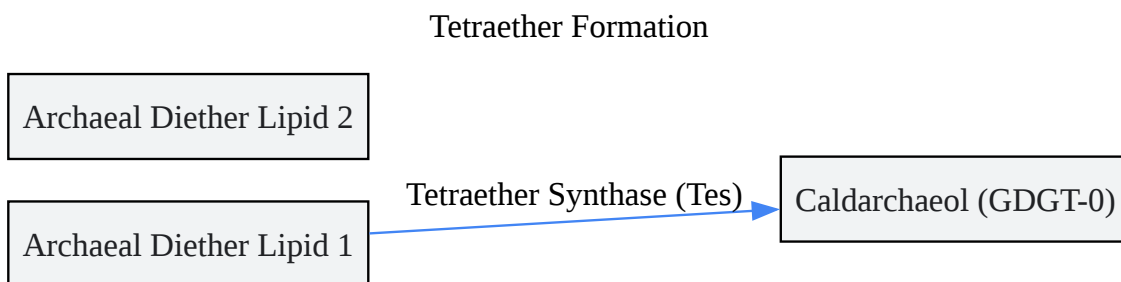 Tetraether Formation
Archaeal Diether Lipid 2
Tetraether Synthase (Tes)
Caldarchaeol (GDGT-0)
Archaeal Diether Lipid 1